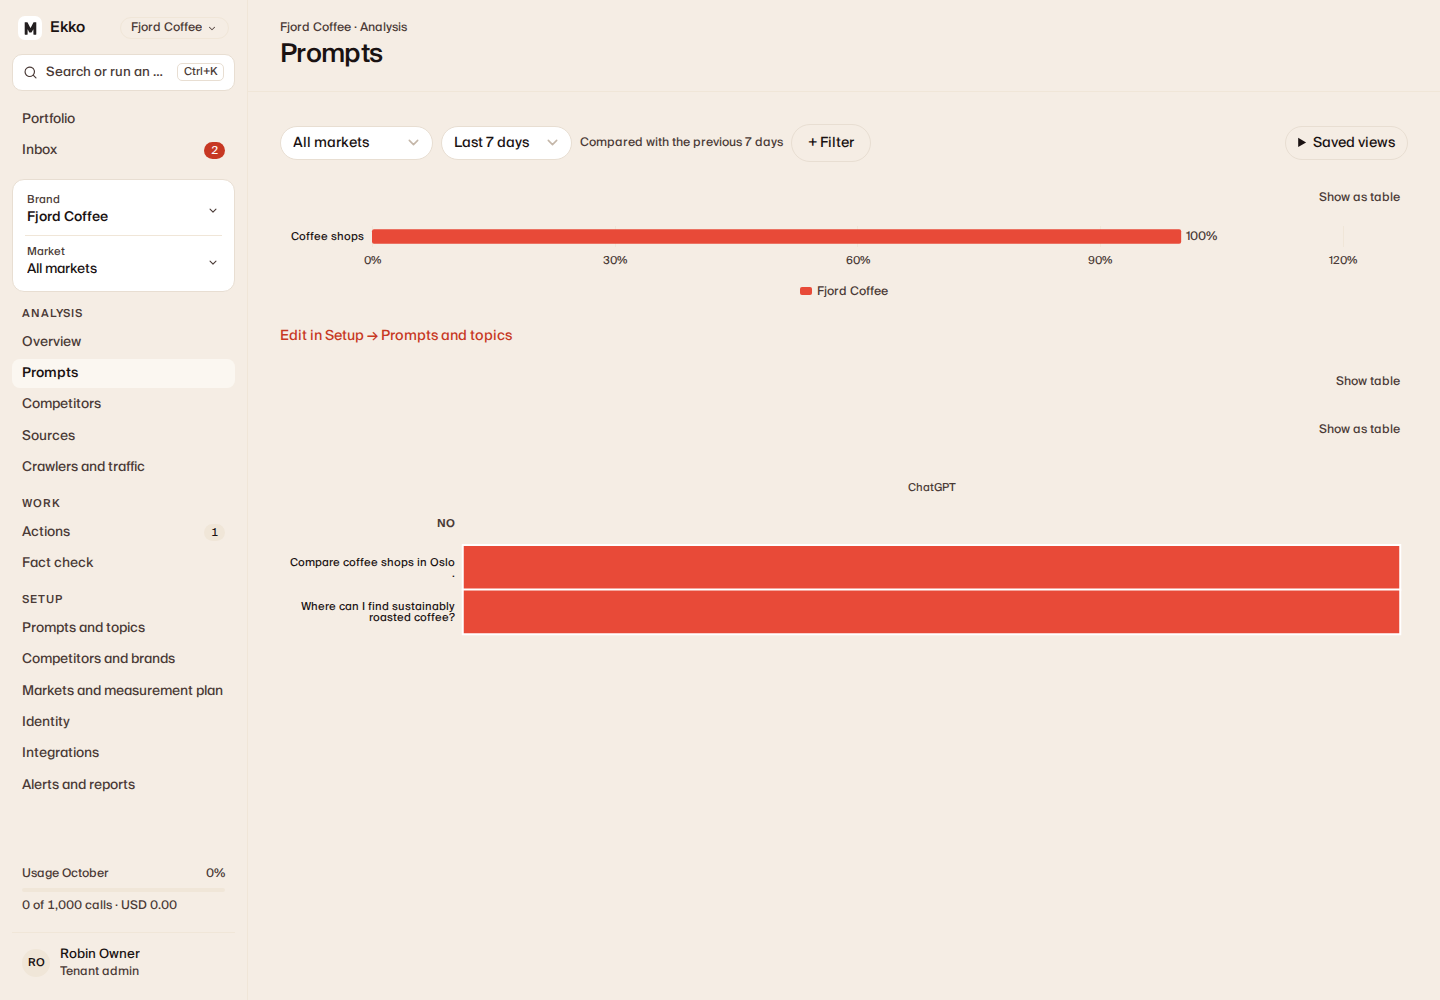 Ekko
Fjord Coffee
Search or run an ...
Ctrl+K
Portfolio
Inbox
2
Brand
Fjord Coffee
Market
All markets
ANALYSIS
Overview
Prompts
Competitors
Sources
Crawlers and traffic
WORK
Actions
1
Fact check
SETUP
Prompts and topics
Competitors and brands
Markets and measurement plan
Identity
Integrations
Alerts and reports
Usage October
0%
0 of 1,000 calls · USD 0.00
RO
Robin Owner
Tenant admin
Fjord Coffee · Analysis
Prompts
All markets
Last 7 days
Compared with the previous 7 days
+ Filter
Saved views
Show as table
Coffee shops
100%
0%
30%
60%
90%
120%
Fjord Coffee
Edit in Setup → Prompts and topics
Show table
Show as table
ChatGPT
NO
Compare coffee shops in Oslo
.
Where can I find sustainably
roasted coffee?